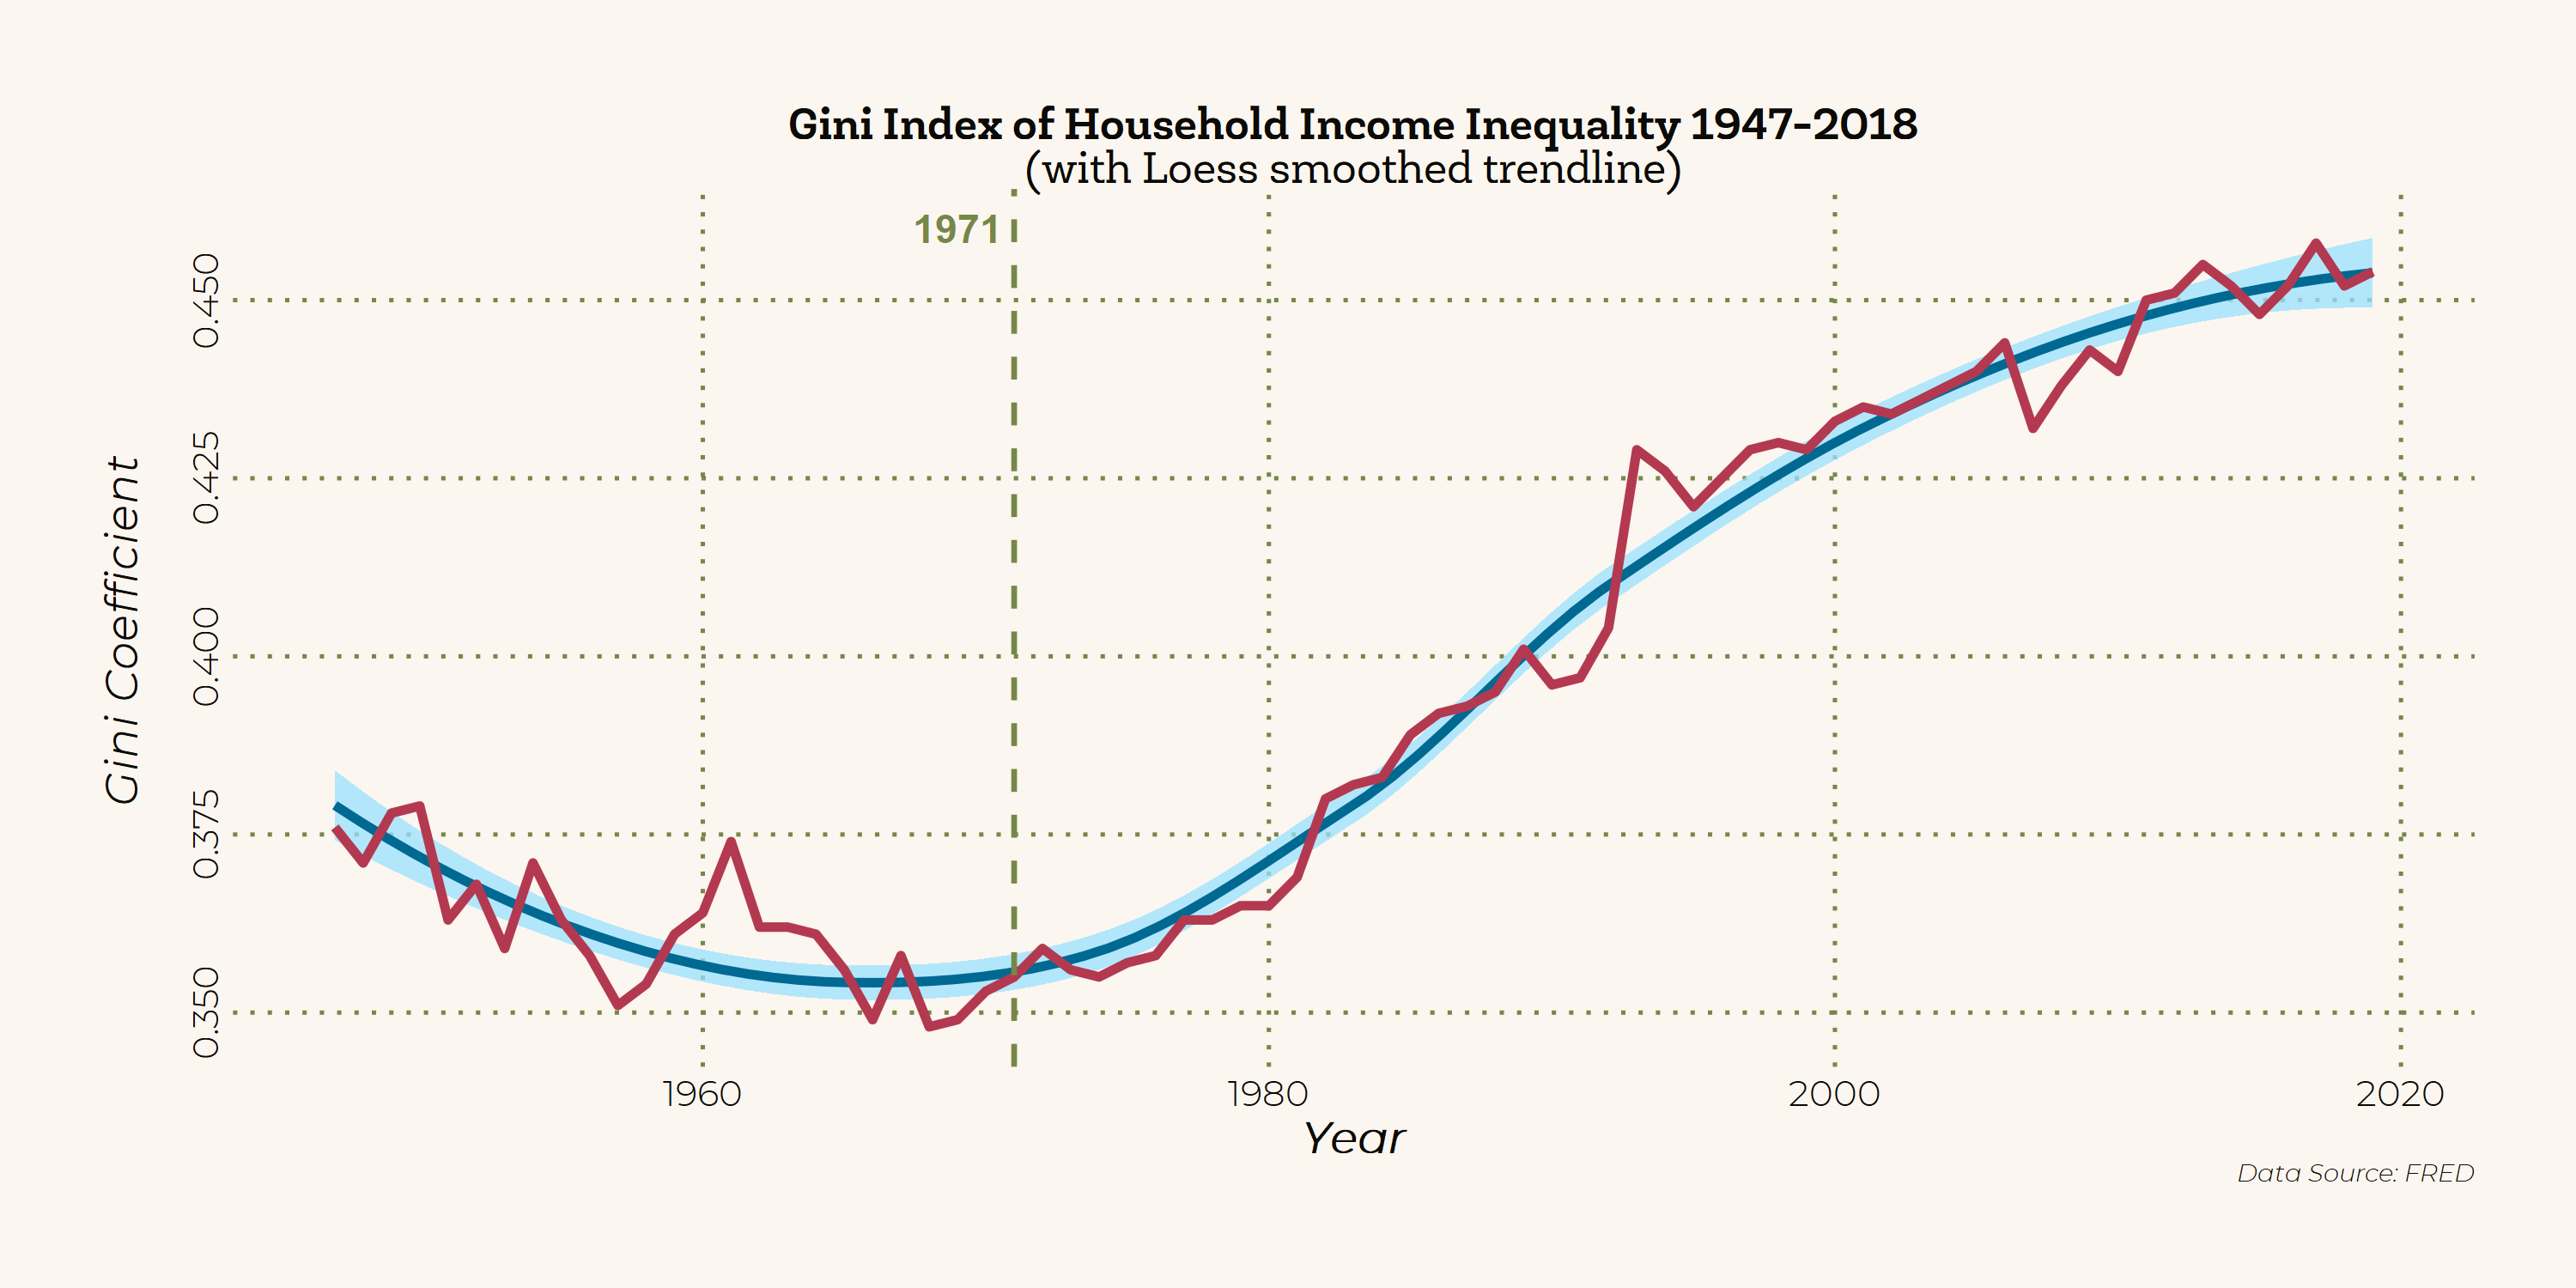 Gini Index of Household Income Inequality 1947-2018
(with Loess smoothed trendline)
1971
Gini Coefficient
0.450
0.425
0.400
0.375
0.350
1960
1980
2000
2020
Year
Data Source: FRED